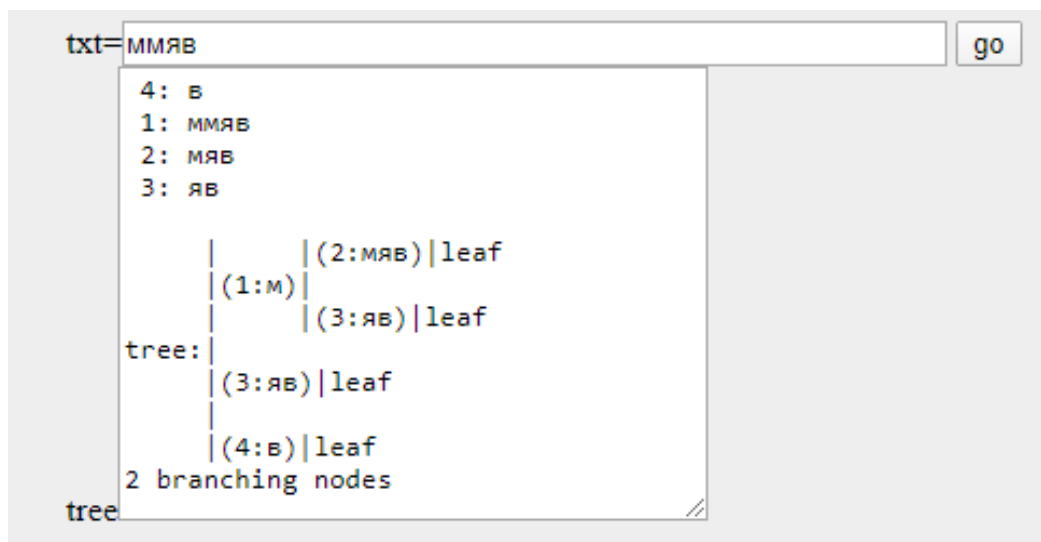 txt=ммяв go
4: в
1: ммяв
2: мяв
3: яв
|     |(2:мяв)|leaf
|(1:м)|
|     |(3:яв)|leaf
tree:|
|(3:яв)|leaf
|
|(4:в)|leaf
2 branching nodes
tree